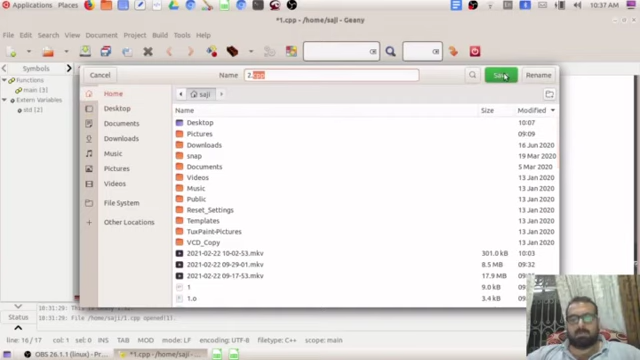 Applications Places 10:37 AM
*1.cpp - /home/saji - Geany
File Edit Search View Document Project Build Tools Help
Symbols
Functions
main [3]
Extern Variables
std [2]
Cancel Name 2.cpp Save Rename
Home saji
Desktop
Documents
Downloads
Music
Pictures
Videos
File System
Other Locations
Name Size Modified
Desktop 10:07
Pictures 09:09
Downloads 16 Jun 2020
snap 19 Mar 2020
Documents 5 Mar 2020
Videos 13 Jan 2020
Music 13 Jan 2020
Public 13 Jan 2020
Reset_Settings 13 Jan 2020
Templates 13 Jan 2020
TuxPaint-Pictures 13 Jan 2020
VCD_Copy 13 Jan 2020
2021-02-22 10-02-53.mkv 301.0 kB 10:03
2021-02-22 09-29-01.mkv 8.5 MB 09:32
2021-02-22 09-17-53.mkv 17.9 MB 09:32
1 9.0 kB
1.o 3.4 kB
Status
18:31:29: This is
18:31:29: File /home/saji/1.cpp opened(1).
line: 16 / 17 col: 0 sel: 0 INS TAB MOD mode: LF encoding: UTF-8 filetype: C++ scope: main
OBS 26.1.1 (linux) - Pr... *1.cpp - /home/saji - G...